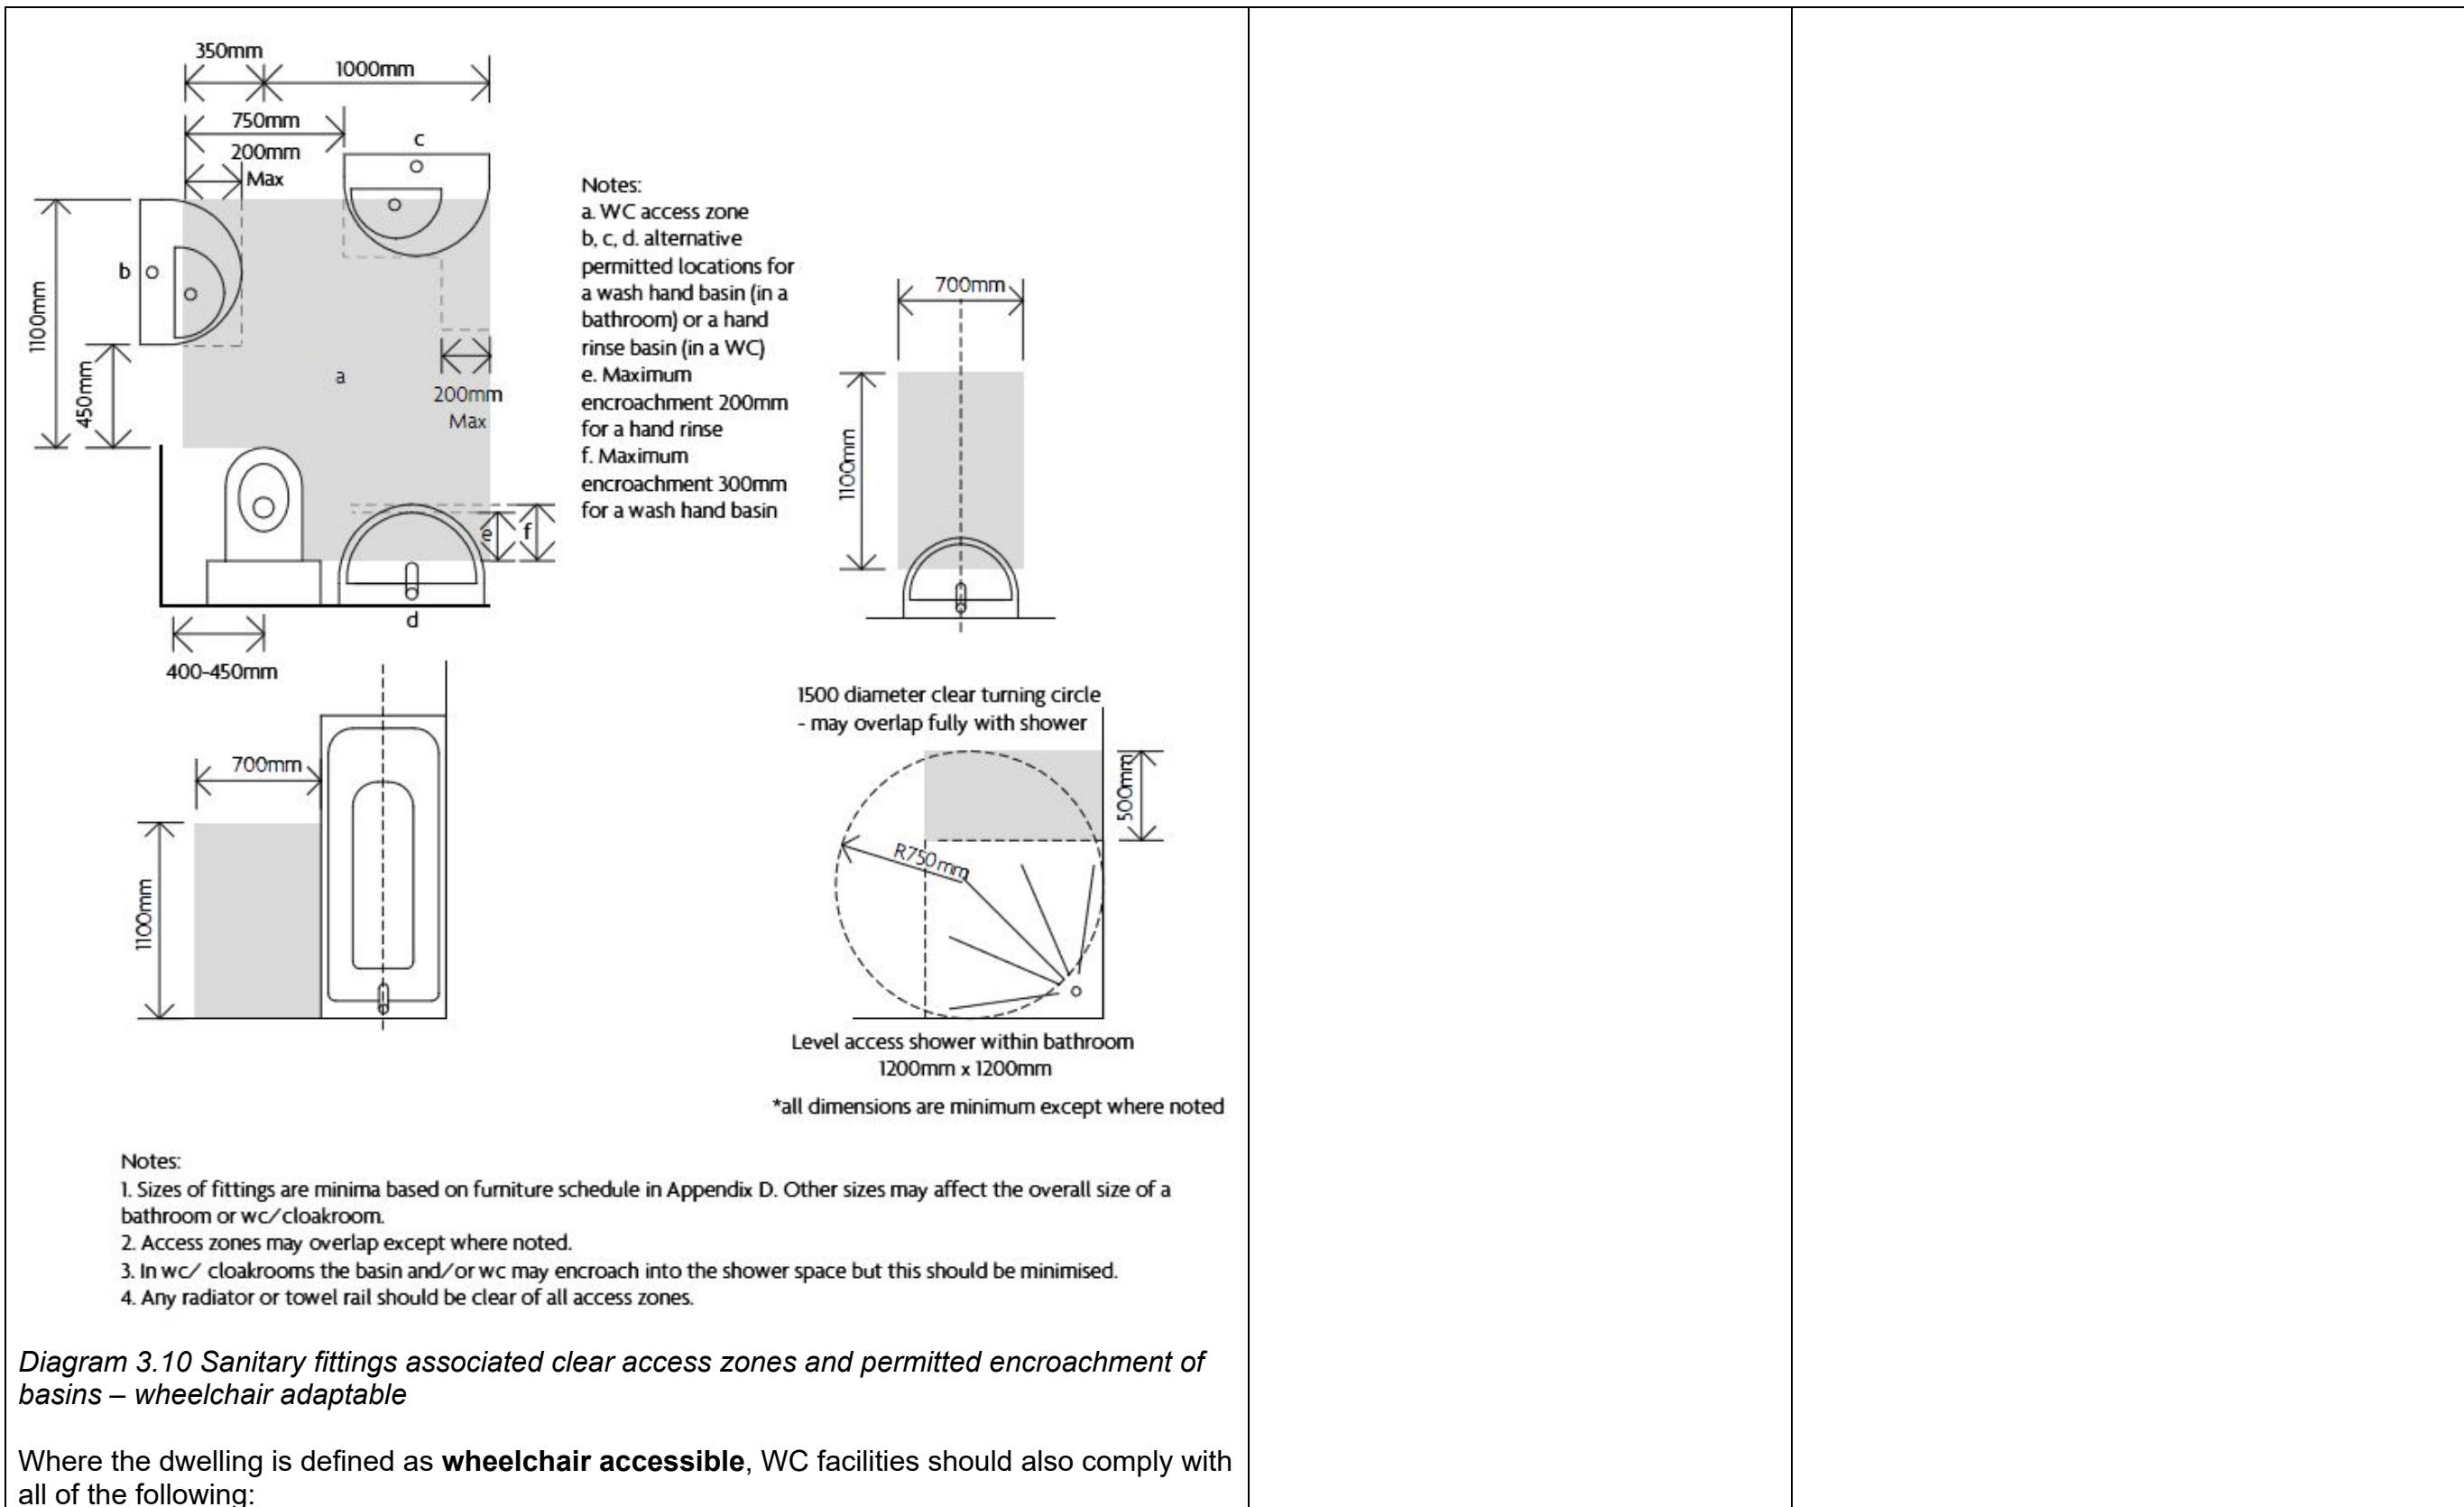 350mm
1000mm
750mm
200mm
Max
c
1100mm
b
450mm
a
200mm
Max
e
f
d
400-450mm
Notes:
a. WC access zone
b, c, d. alternative
permitted locations for
a wash hand basin (in a
bathroom) or a hand
rinse basin (in a WC)
e. Maximum
encroachment 200mm
for a hand rinse
f. Maximum
encroachment 300mm
for a wash hand basin
700mm
1100mm
700mm
1100mm
1500 diameter clear turning circle
- may overlap fully with shower
500mm
R750mm
Level access shower within bathroom
1200mm x 1200mm
*all dimensions are minimum except where noted
Notes:
1. Sizes of fittings are minima based on furniture schedule in Appendix D. Other sizes may affect the overall size of a
bathroom or wc/cloakroom.
2. Access zones may overlap except where noted.
3. In wc/ cloakrooms the basin and/or wc may encroach into the shower space but this should be minimised.
4. Any radiator or towel rail should be clear of all access zones.
Diagram 3.10 Sanitary fittings associated clear access zones and permitted encroachment of
basins – wheelchair adaptable
Where the dwelling is defined as wheelchair accessible, WC facilities should also comply with
all of the following: